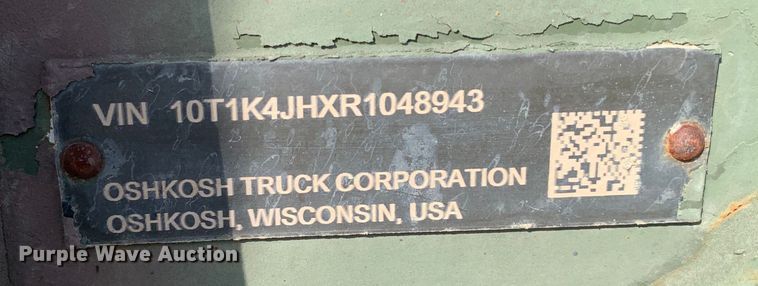 VIN 10T1K4JHXR1048943
OSHKOSH TRUCK CORPORATION
OSHKOSH, WISCONSIN, USA
Purple Wave Auction